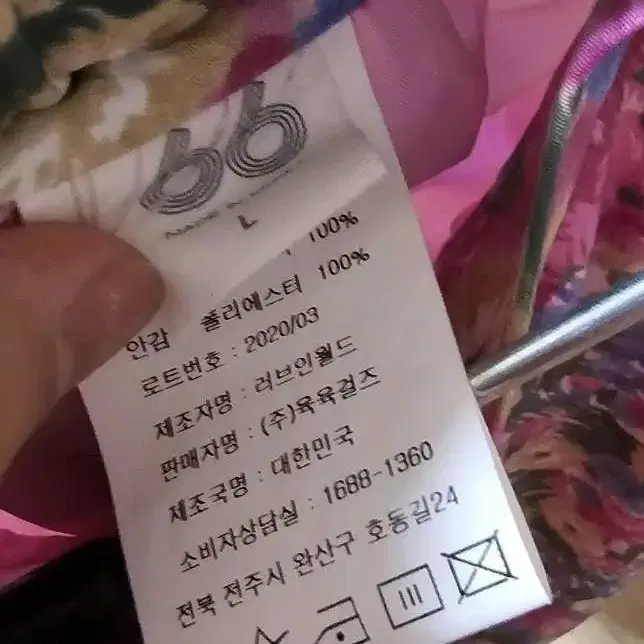 66
L
100%
안감 폴리에스터 100%
로트번호 : 2020/03
제조자명 : 러브인월드
판매자명 : (주)육육걸즈
제조국명 : 대한민국
소비자상담실 : 1688-1360
전북 전주시 완산구 호동길24